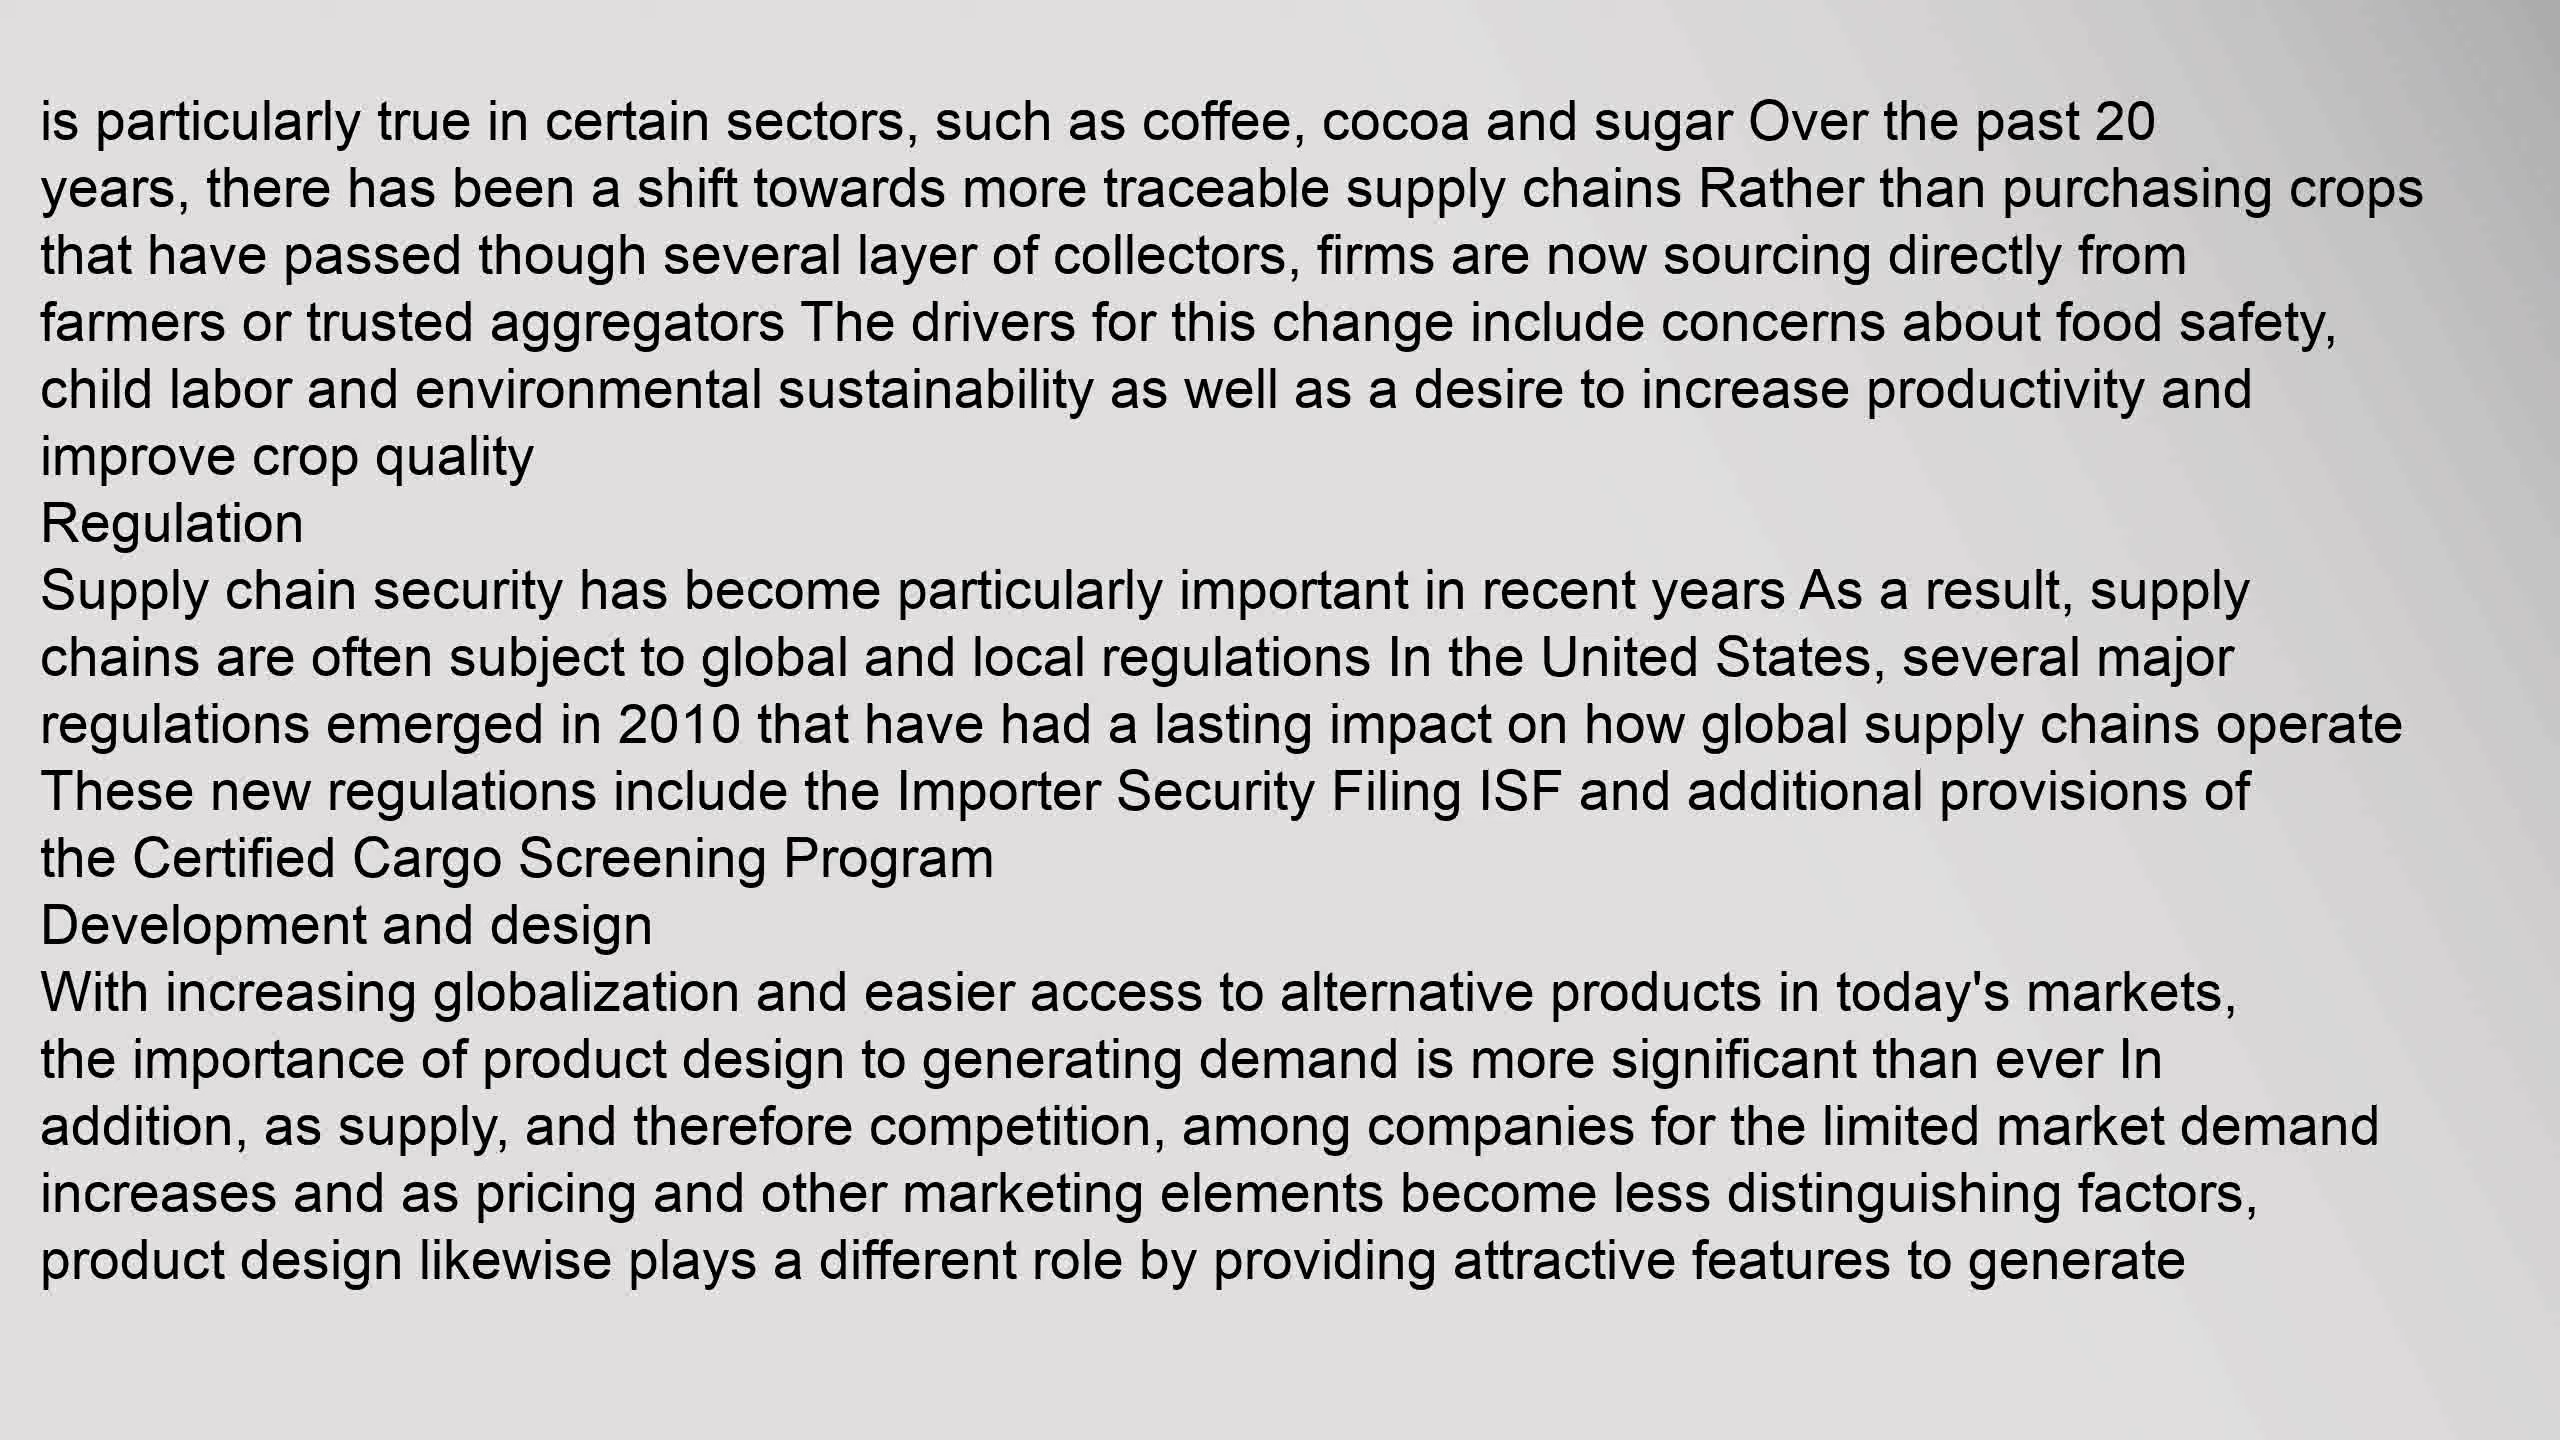 is particularly true in certain sectors, such as coffee, cocoa and sugar Over the past 20
years, there has been a shift towards more traceable supply chains Rather than purchasing crops
that have passed though several layer of collectors, firms are now sourcing directly from
farmers or trusted aggregators The drivers for this change include concerns about food safety,
child labor and environmental sustainability as well as a desire to increase productivity and
improve crop quality
Regulation
Supply chain security has become particularly important in recent years As a result, supply
chains are often subject to global and local regulations In the United States, several major
regulations emerged in 2010 that have had a lasting impact on how global supply chains operate
These new regulations include the Importer Security Filing ISF and additional provisions of
the Certified Cargo Screening Program
Development and design
With increasing globalization and easier access to alternative products in today's markets,
the importance of product design to generating demand is more significant than ever In
addition, as supply, and therefore competition, among companies for the limited market demand
increases and as pricing and other marketing elements become less distinguishing factors,
product design likewise plays a different role by providing attractive features to generate